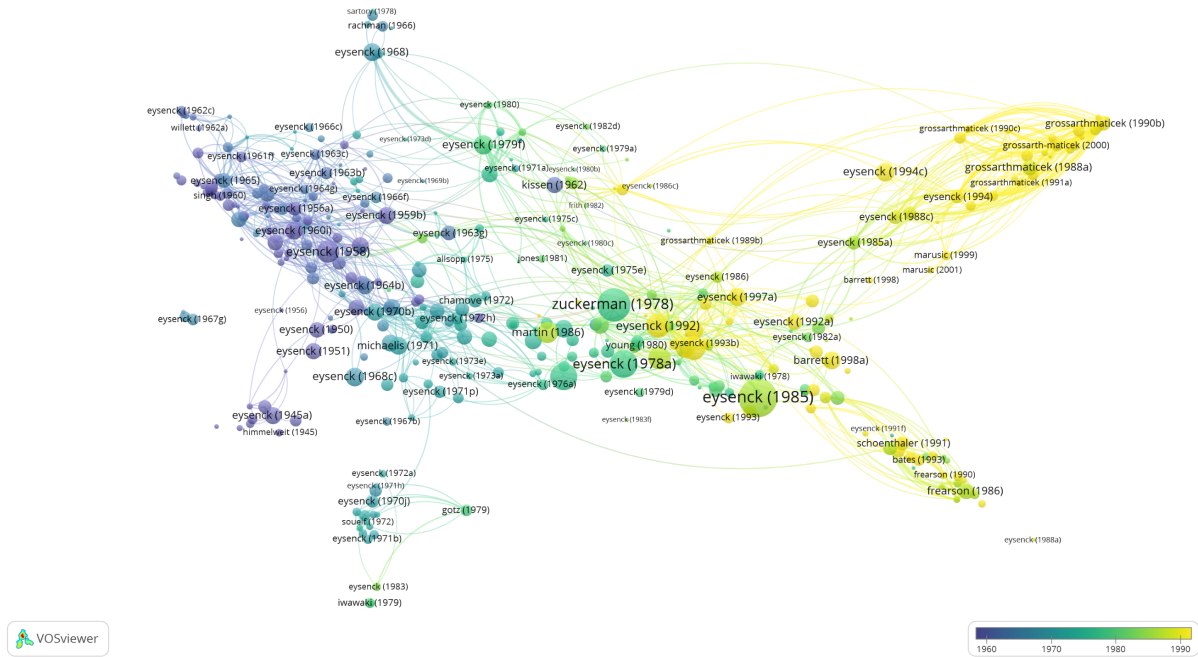 sartory (1978)
rachman (1966)
eysenck (1968)
eysenck (1980)
eysenck (1962c)
willett (1962a)
eysenck (1966c)
eysenck (1973d)
eysenck (1982d)
grossarthmaticek (1990c)
grossarthmaticek (1990b)
eysenck (1979f)
eysenck (1979a)
grossarth-maticek (2000)
eysenck (1961f)
eysenck (1963c)
eysenck (1971a)
eysenck (1980b)
grossarthmaticek (1988a)
eysenck (1963b)
eysenck (1994c)
eysenck (1965)
eysenck (1969b)
kissen (1962)
eysenck (1986c)
grossarthmaticek (1991a)
singh (1960)
eysenck (1964g)
eysenck (1966f)
eysenck (1994)
eysenck (1956a)
frith (1982)
eysenck (1959b)
eysenck (1975c)
eysenck (1988c)
eysenck (1960i)
eysenck (1963g)
eysenck (1980c)
grossarthmaticek (1989b)
eysenck (1985a)
eysenck (1958)
allsopp (1975)
jones (1981)
marusic (1999)
eysenck (1975e)
marusic (2001)
eysenck (1986)
barrett (1998)
eysenck (1964b)
chamove (1972)
zuckerman (1978)
eysenck (1997a)
eysenck (1956)
eysenck (1970b)
eysenck (1967g)
eysenck (1972h)
eysenck (1992)
eysenck (1992a)
eysenck (1950)
martin (1986)
eysenck (1982a)
eysenck (1951)
michaelis (1971)
young (1980)
eysenck (1993b)
eysenck (1973e)
eysenck (1978a)
barrett (1998a)
eysenck (1968c)
eysenck (1973a)
eysenck (1976a)
iwawaki (1978)
eysenck (1971p)
eysenck (1979d)
eysenck (1985)
eysenck (1945a)
eysenck (1967b)
eysenck (1983f)
eysenck (1993)
himmelweit (1945)
eysenck (1991f)
schoenthaler (1991)
bates (1993)
eysenck (1972a)
frearson (1990)
eysenck (1971h)
frearson (1986)
eysenck (1970j)
gotz (1979)
soueif (1972)
eysenck (1971b)
eysenck (1988a)
eysenck (1983)
iwawaki (1979)
VOSviewer
1960 1970 1980 1990